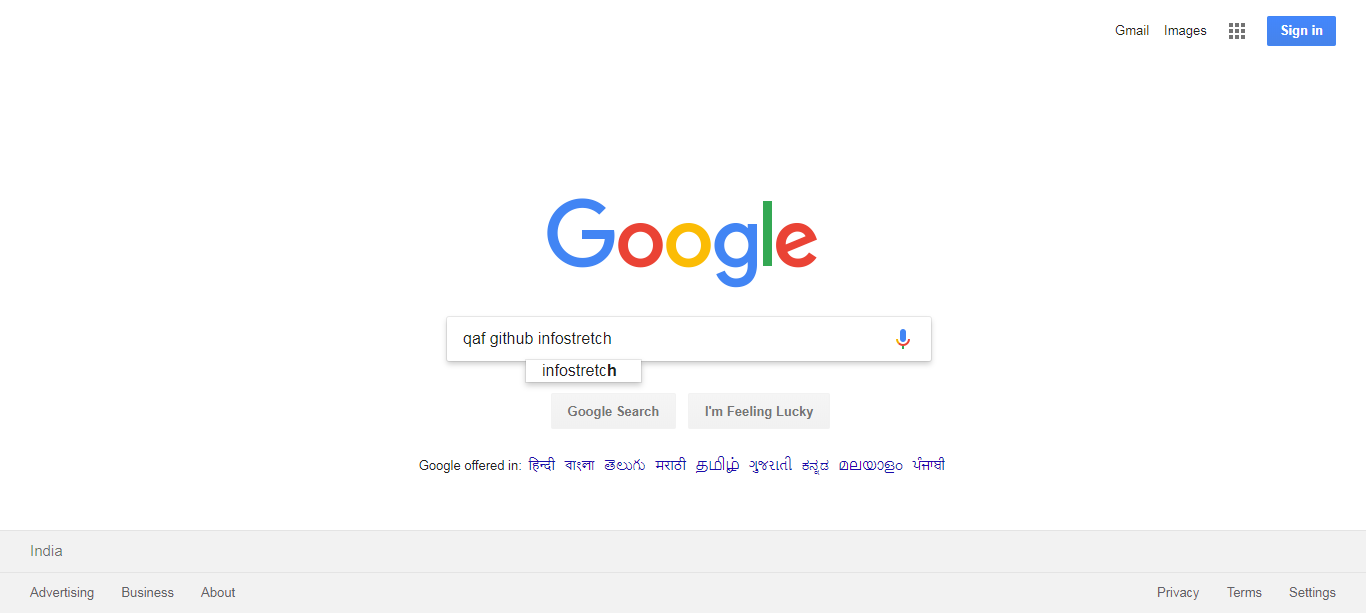 Gmail Images Sign in
Google
qaf github infostretch
infostretch
Google Search I'm Feeling Lucky
Google offered in: हिन्दी বাংলা తెలుగు मराठी தமிழ் ગુજરાતી ಕನ್ನಡ മലയാളം ਪੰਜਾਬੀ
India
Advertising Business About Privacy Terms Settings